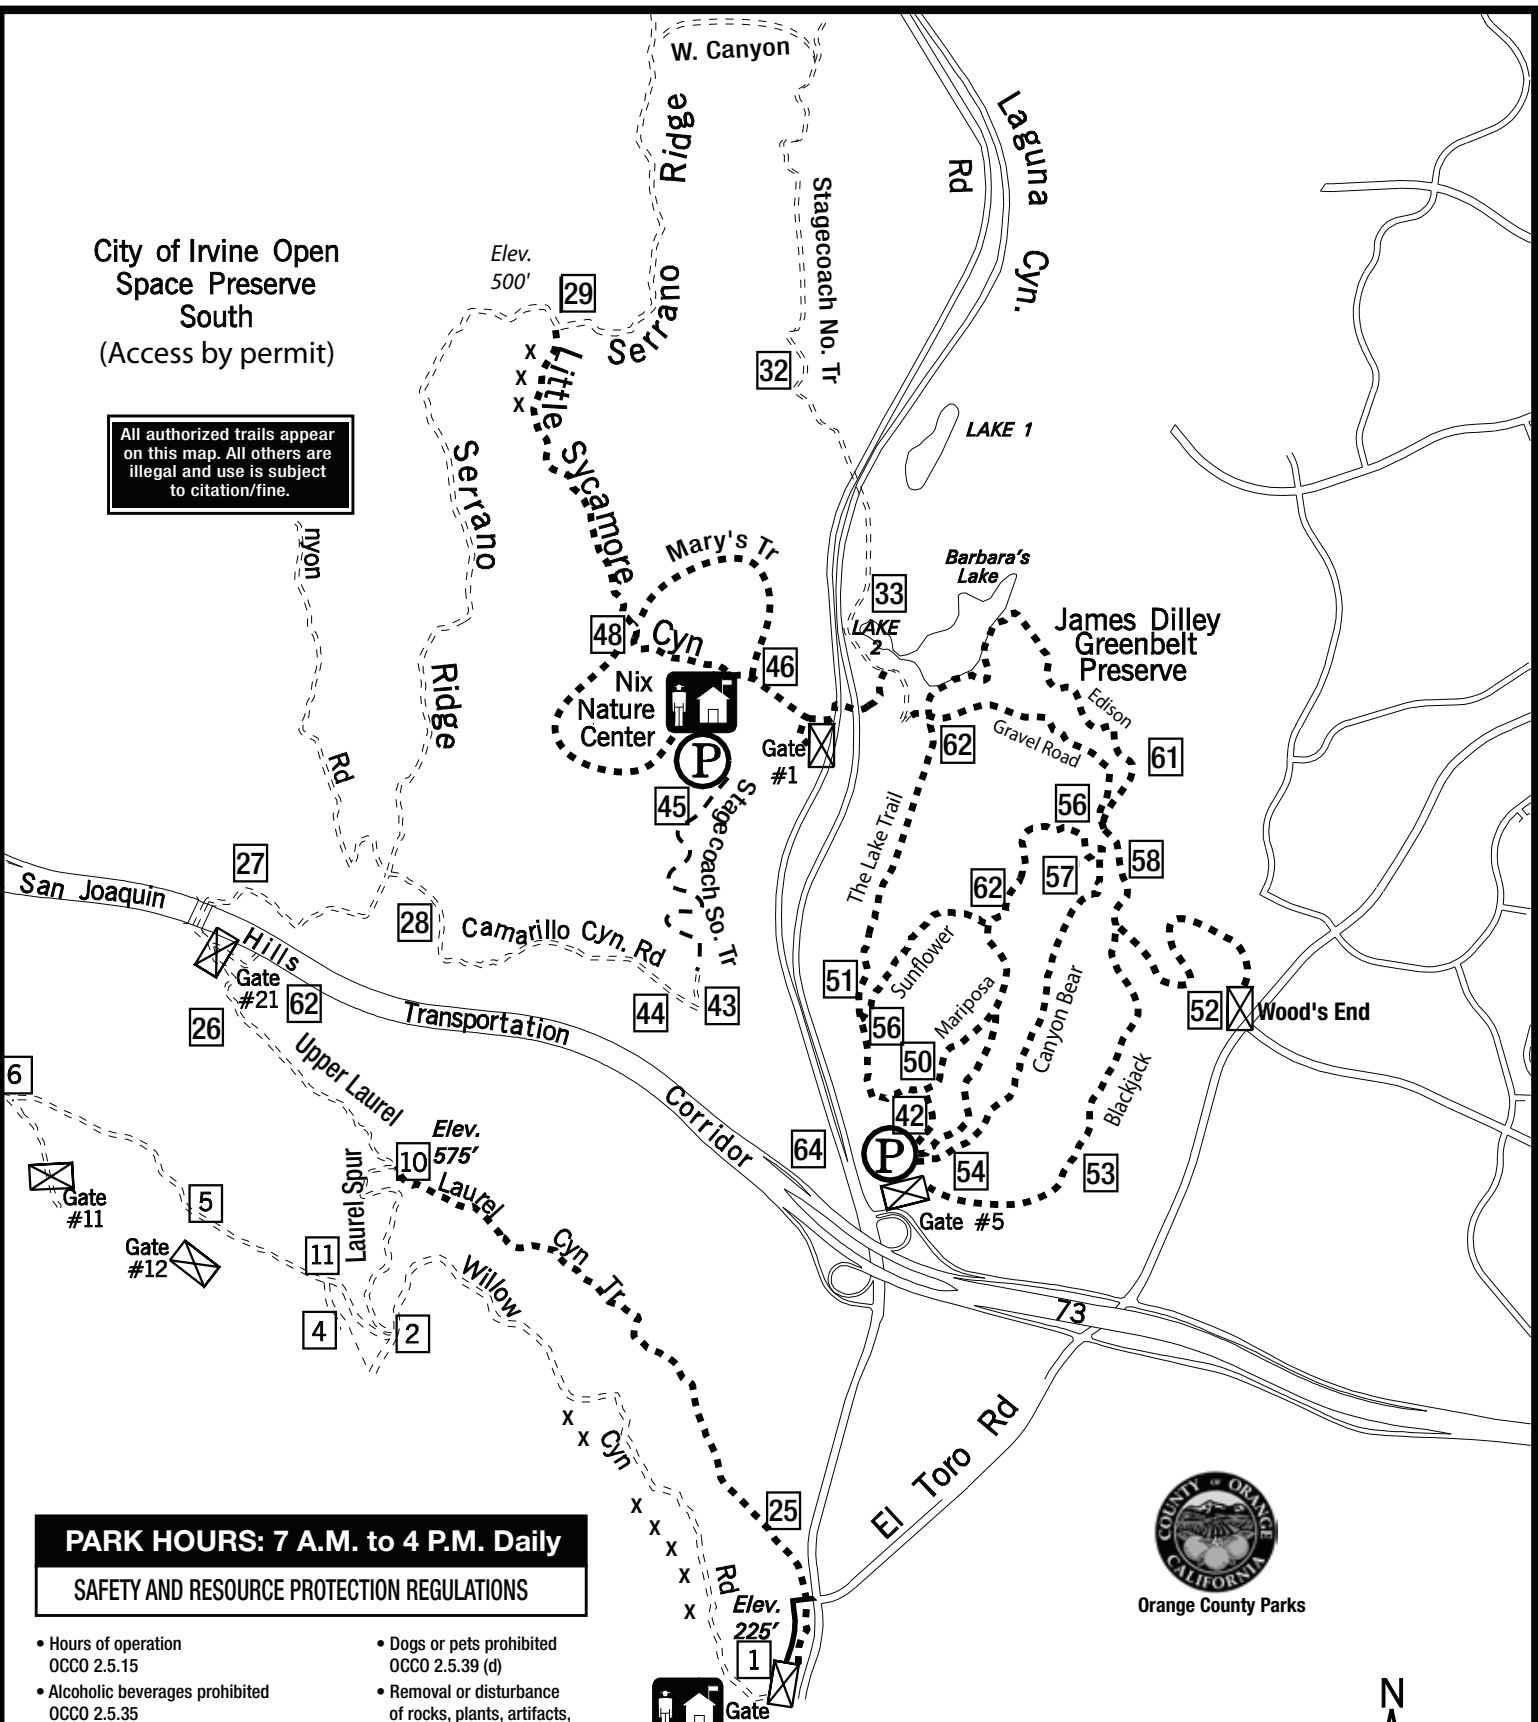 W. Canyon
Ridge
Serrano
Stagecoach No. Tr
Laguna Cyn.
Rd
City of Irvine Open
Space Preserve
South
(Access by permit)
Elev.
500'
29
x
x
x
32
LAKE 1
All authorized trails appear
on this map. All others are
illegal and use is subject
to citation/fine.
Little Sycamore
Cyn
Serrano
Ridge
nyon
Rd
Mary's Tr
Barbara's
Lake
33
LAKE
2
48
46
James Dilley
Greenbelt
Preserve
Nix
Nature
Center
P
Gate
#1
Edison
Gravel Road
62
61
45
Stagecoach So. Tr
56
The Lake Trail
58
57
62
27
San Joaquin
Hills
Transportation
Corridor
28
Camarillo Cyn. Rd
Gate
#21
62
26
44
43
51
Sunflower
56
Mariposa
50
Canyon Bear
Blackjack
52
Wood's End
6
Upper Laurel
42
P
64
54
53
Gate #5
Elev.
575'
10
Laurel
Cyn
Tr
Laurel Spur
Gate
#11
5
Gate
#12
11
4
2
Willow
Cyn
Rd
73
x
x
x
x
x
x
x
El Toro Rd
25
COUNTY OF ORANGE
CALIFORNIA
Orange County Parks
PARK HOURS: 7 A.M. to 4 P.M. Daily
SAFETY AND RESOURCE PROTECTION REGULATIONS
• Hours of operation
OCCO 2.5.15
• Alcoholic beverages prohibited
OCCO 2.5.35
• Dogs or pets prohibited
OCCO 2.5.39 (d)
• Removal or disturbance
of rocks, plants, artifacts,
Elev.
225'
1
Gate
N